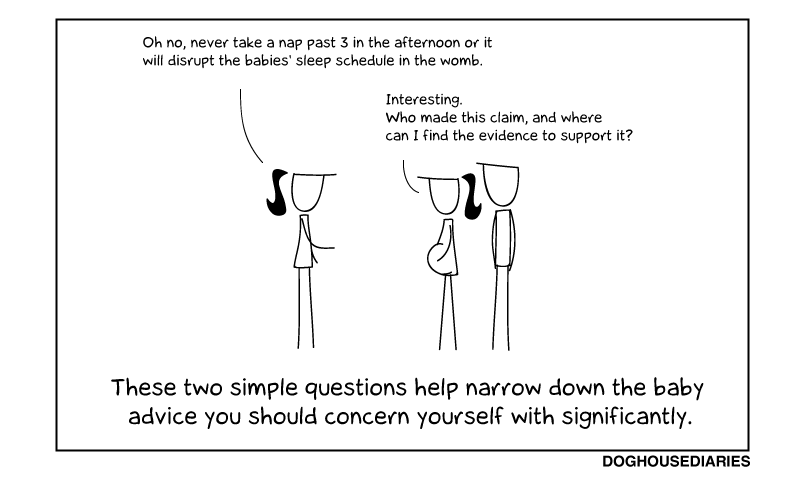 Oh no, never take a nap past 3 in the afternoon or it
will disrupt the babies' sleep schedule in the womb.
Interesting.
Who made this claim, and where
can I find the evidence to support it?
These two simple questions help narrow down the baby
advice you should concern yourself with significantly.
DOGHOUSEDIARIES